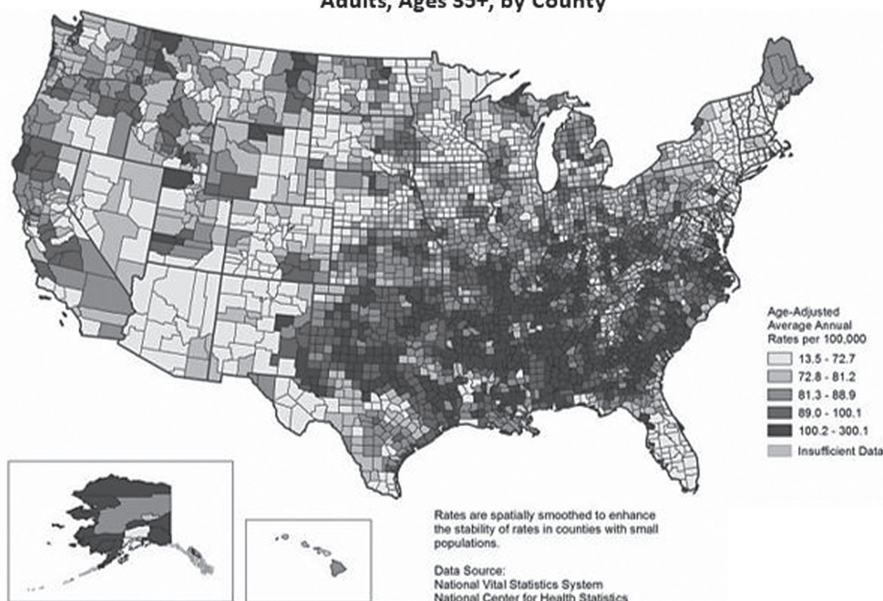 Adults, Ages 35+, by County
Age-Adjusted
Average Annual
Rates per 100,000
13.5 - 72.7
72.8 - 81.2
81.3 - 88.9
89.0 - 100.1
100.2 - 300.1
Insufficient Data
Rates are spatially smoothed to enhance
the stability of rates in counties with small
populations.
Data Source:
National Vital Statistics System
National Center for Health Statistics